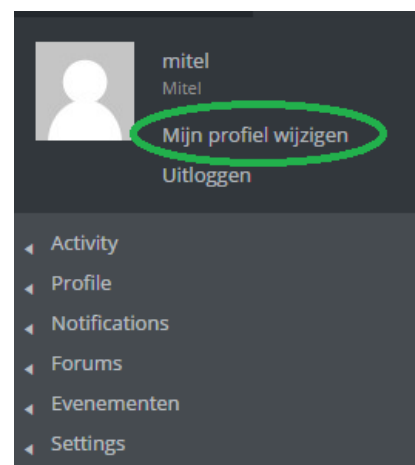 mitel
Mitel
Mijn profiel wijzigen
Uitloggen
Activity
Profile
Notifications
Forums
Evenementen
Settings